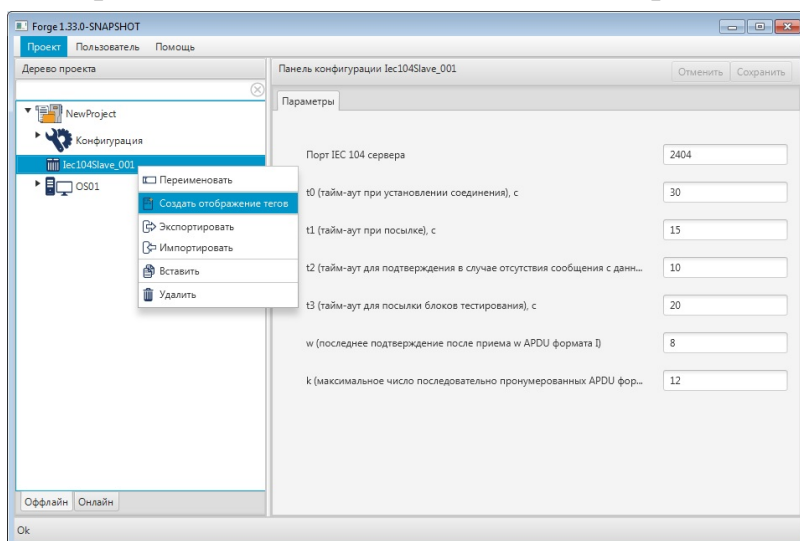 Forge 1.33.0-SNAPSHOT
Проект Пользователь Помощь
Дерево проекта
NewProject
Конфигурация
Iec104Slave_001
OS01
Переименовать
Создать отображение тегов
Экспортировать
Импортировать
Вставить
Удалить
Оффлайн Онлайн
Ok
Панель конфигурации Iec104Slave_001
Отменить Сохранить
Параметры
Порт IEC 104 сервера 2404
t0 (тайм-аут при установлении соединения), с 30
t1 (тайм-аут при посылке), с 15
t2 (тайм-аут для подтверждения в случае отсутствия сообщения с данн... 10
t3 (тайм-аут для посылки блоков тестирования), с 20
w (последнее подтверждение после приема w APDU формата I) 8
k (максимальное число последовательно пронумерованных APDU фор... 12